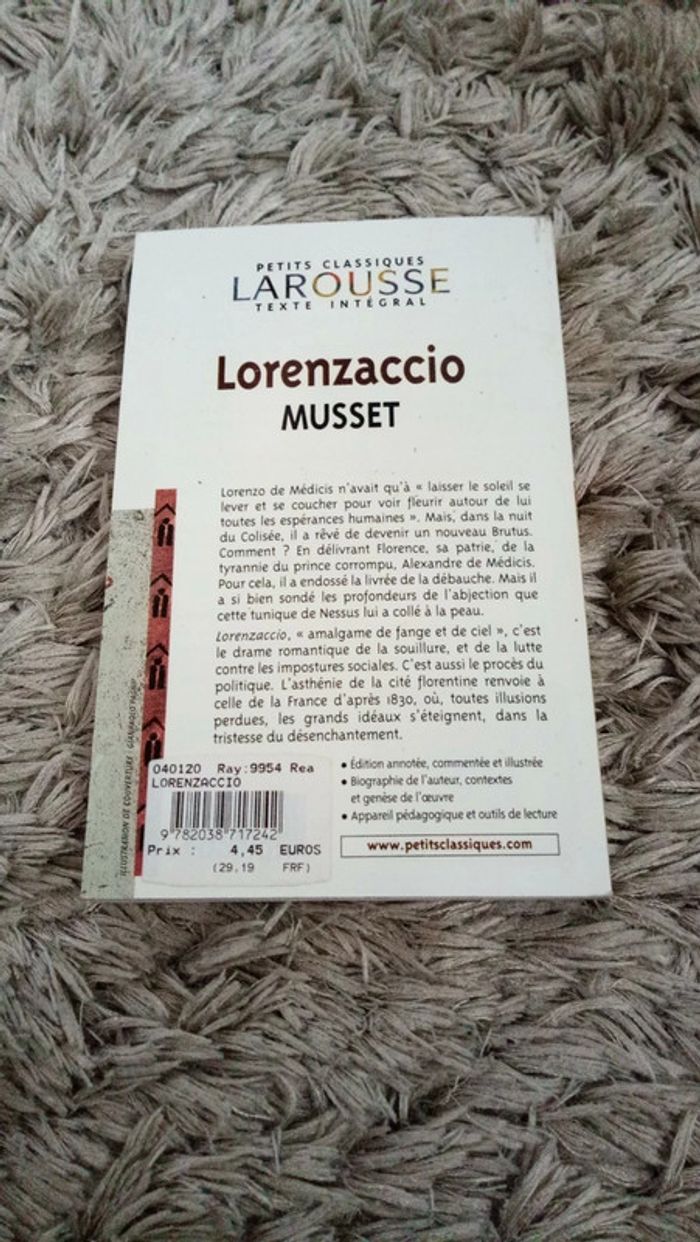 PETITS CLASSIQUES
LAROUSSE
TEXTE INTÉGRAL
Lorenzaccio
MUSSET
Lorenzo de Médicis n'avait qu'à « laisser le soleil se
lever et se coucher pour voir fleurir autour de lui
toutes les espérances humaines ». Mais, dans la nuit
du Colisée, il a rêvé de devenir un nouveau Brutus.
Comment ? En délivrant Florence, sa patrie, de la
tyrannie du prince corrompu, Alexandre de Médicis.
Pour cela, il a endossé la livrée de la débauche. Mais il
a si bien sondé les profondeurs de l'abjection que
cette tunique de Nessus lui a collé à la peau.
Lorenzaccio, « amalgame de fange et de ciel », c'est
le drame romantique de la souillure, et de la lutte
contre les impostures sociales. C'est aussi le procès du
politique. L'asthénie de la cité florentine renvoie à
celle de la France d'après 1830, où, toutes illusions
perdues, les grands idéaux s'éteignent, dans la
tristesse du désenchantement.
• Édition annotée, commentée et illustrée
• Biographie de l'auteur, contextes
et genèse de l'œuvre
• Appareil pédagogique et outils de lecture
www.petitsclassiques.com
040120 Ray:9954 Rea
LORENZACCIO
9 782038 717242
Prix : 4,45 EUROS
(29,19 FRF)
ILLUSTRATION DE COUVERTURE : GIANPAOLO PAGNI